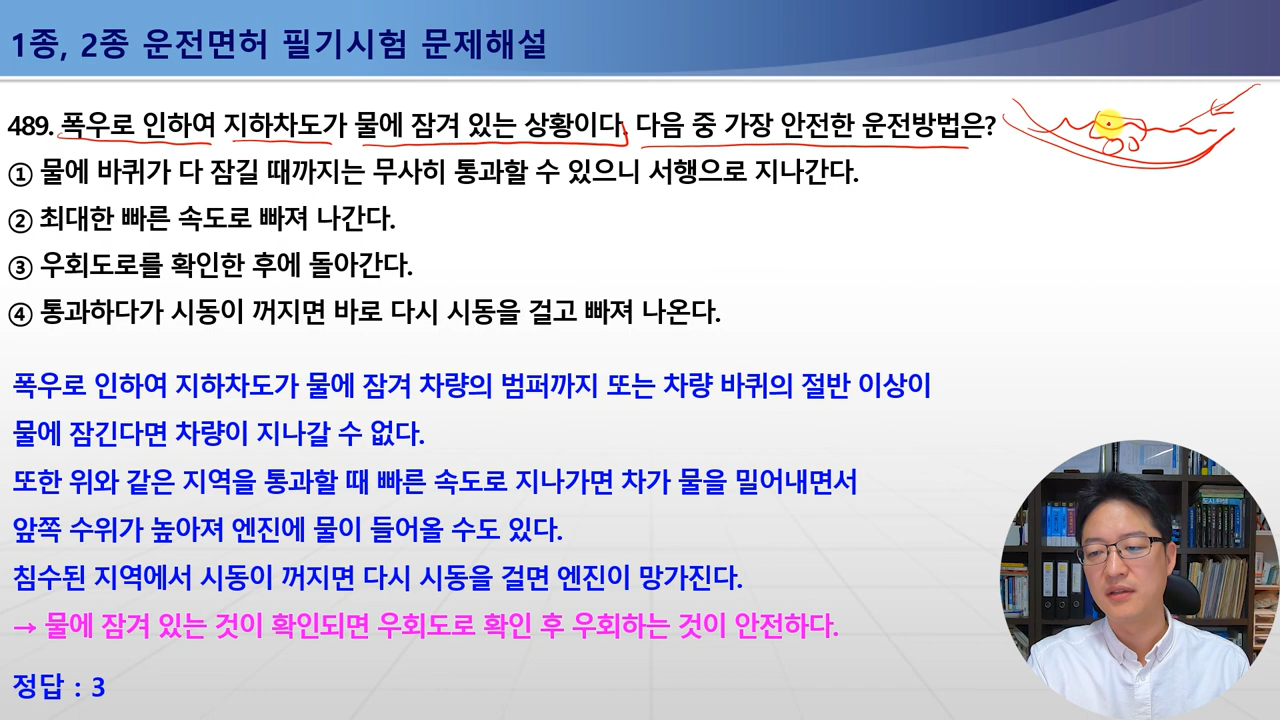 1종, 2종 운전면허 필기시험 문제해설
489. 폭우로 인하여 지하차도가 물에 잠겨 있는 상황이다. 다음 중 가장 안전한 운전방법은?
① 물에 바퀴가 다 잠길 때까지는 무사히 통과할 수 있으니 서행으로 지나간다.
② 최대한 빠른 속도로 빠져 나간다.
③ 우회도로를 확인한 후에 돌아간다.
④ 통과하다가 시동이 꺼지면 바로 다시 시동을 걸고 빠져 나온다.
폭우로 인하여 지하차도가 물에 잠겨 차량의 범퍼까지 또는 차량 바퀴의 절반 이상이
물에 잠긴다면 차량이 지나갈 수 없다.
또한 위와 같은 지역을 통과할 때 빠른 속도로 지나가면 차가 물을 밀어내면서
앞쪽 수위가 높아져 엔진에 물이 들어올 수도 있다.
침수된 지역에서 시동이 꺼지면 다시 시동을 걸면 엔진이 망가진다.
→ 물에 잠겨 있는 것이 확인되면 우회도로 확인 후 우회하는 것이 안전하다.
정답 : 3